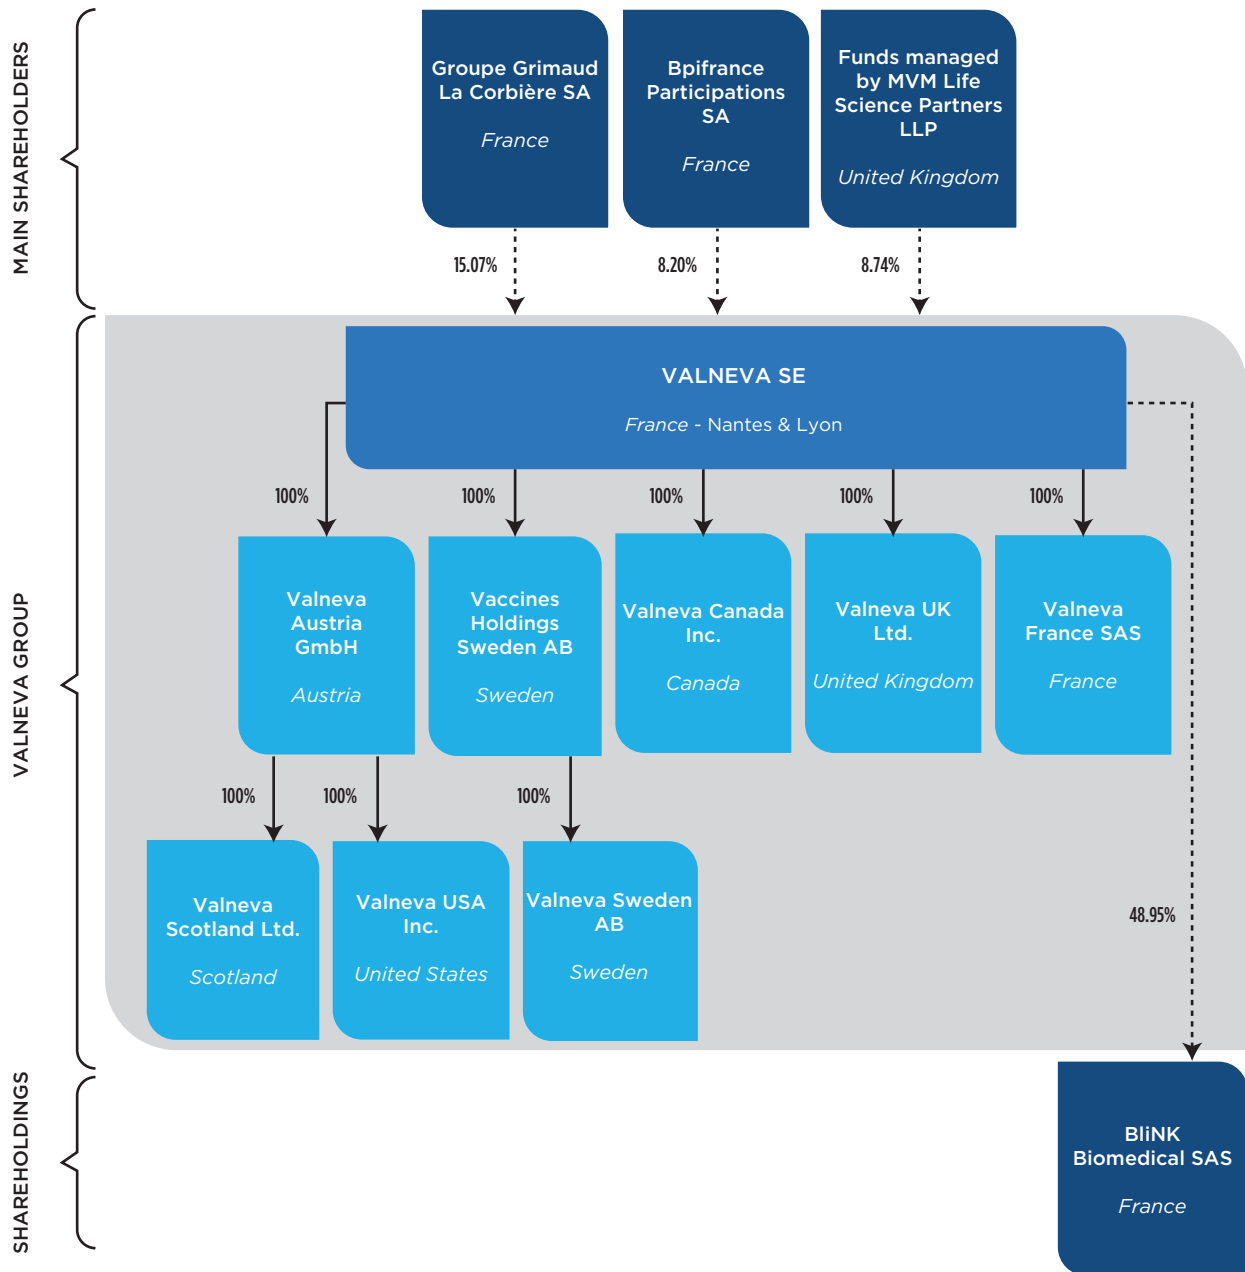 MAIN SHAREHOLDERS
Groupe Grimaud
La Corbière SA
France
Bpifrance
Participations
SA
France
Funds managed
by MVM Life
Science Partners
LLP
United Kingdom
15.07%
8.20%
8.74%
VALNEVA GROUP
VALNEVA SE
France - Nantes & Lyon
100%
100%
100%
100%
100%
Valneva
Austria
GmbH
Austria
Vaccines
Holdings
Sweden AB
Sweden
Valneva Canada
Inc.
Canada
Valneva UK
Ltd.
United Kingdom
Valneva
France SAS
France
100%
100%
100%
Valneva
Scotland Ltd.
Scotland
Valneva USA
Inc.
United States
Valneva Sweden
AB
Sweden
48.95%
SHAREHOLDINGS
BliNK
Biomedical SAS
France